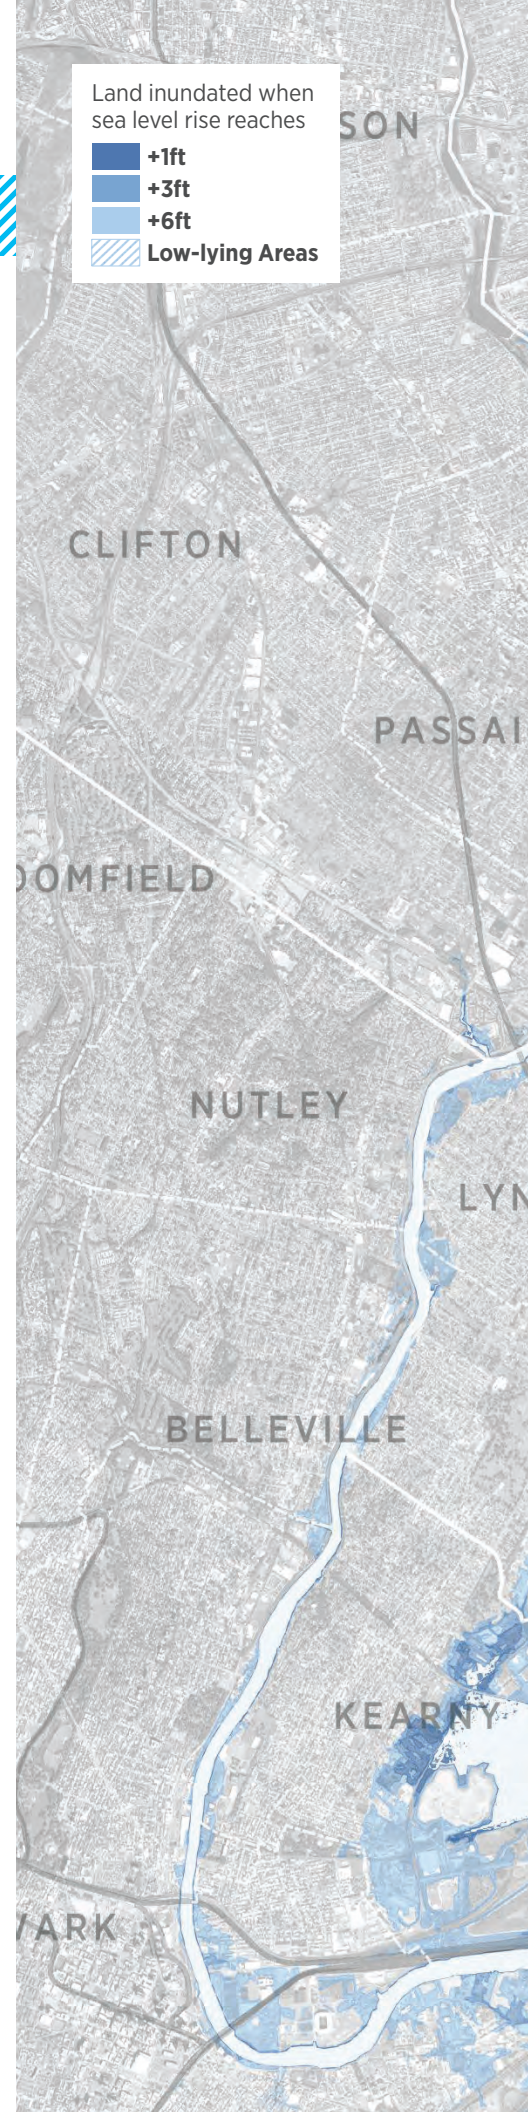 Land inundated when
sea level rise reaches
+1ft
+3ft
+6ft
Low-lying Areas
SON
CLIFTON
PASSAI
OOMFIELD
NUTLEY
LYN
BELLEVILLE
KEARNY
VARK